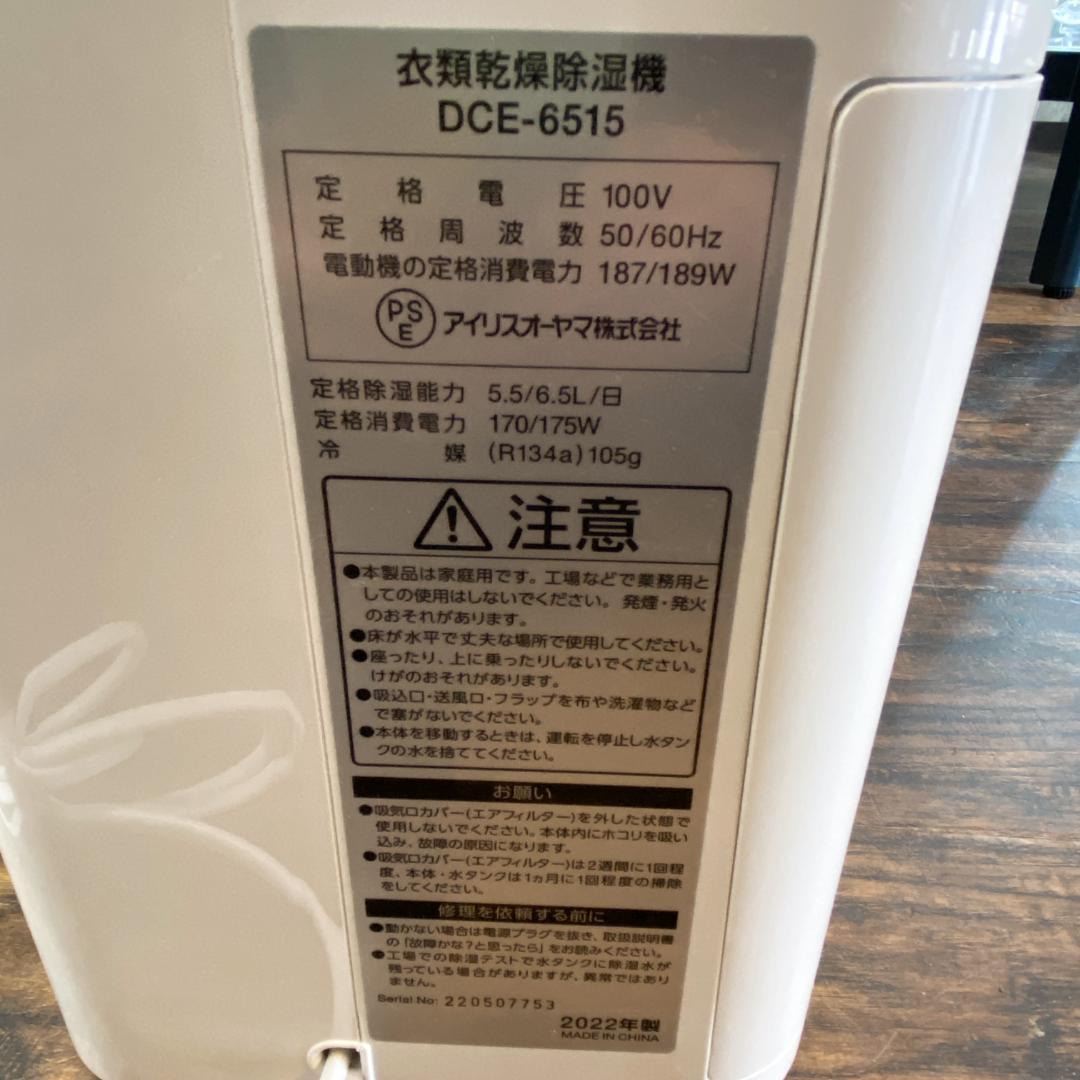 衣類乾燥除湿機
DCE-6515
定格電圧 100V
定格周波数 50/60Hz
電動機の定格消費電力 187/189W
PSE アイリスオーヤマ株式会社
定格除湿能力 5.5/6.5L/日
定格消費電力 170/175W
冷媒 (R134a)105g
注意
●本製品は家庭用です。工場などで業務用と
しての使用はしないでください。発煙・発火
のおそれがあります。
●床が水平で丈夫な場所で使用してください。
●座ったり、上に乗ったりしないでください。
けがのおそれがあります。
●吸込口・送風口・フラップを布や洗濯物など
で塞がないでください。
●本体を移動するときは、運転を停止し水タン
クの水を捨ててください。
お願い
●吸気口カバー(エアフィルター)を外した状態で
使用しないでください。本体内にホコリを吸い
込み、故障の原因になります。
●吸気口カバー(エアフィルター)は2週間に1回程
度、本体・水タンクは1ヵ月に1回程度の掃除
をしてください。
修理を依頼する前に
●動かない場合は電源プラグを抜き、取扱説明書
の「故障かな?と思ったら」をお読みください。
●工場での除湿テストで水タンクに除湿水が
残っている場合がありますが、異常ではあり
ません。
Serial No: 220507753
2022年製
MADE IN CHINA